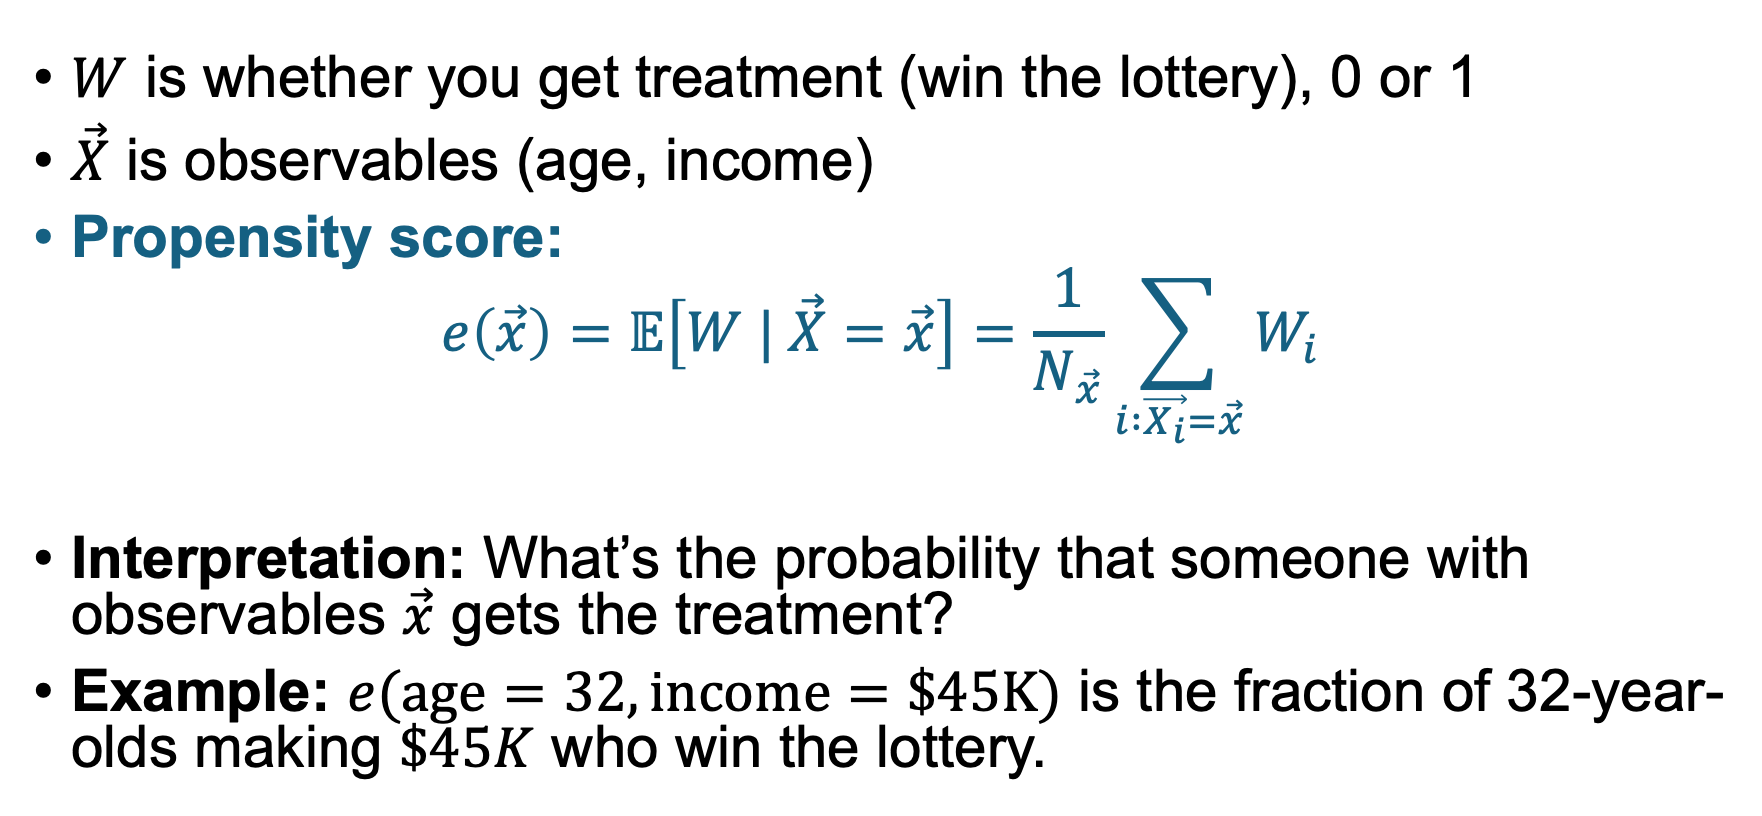 • W is whether you get treatment (win the lottery), 0 or 1
• X⃗ is observables (age, income)
• Propensity score:
e(x⃗) = 𝔼[W | X⃗ = x⃗] = 1/N_x⃗ ∑_{i:X⃗ᵢ=x⃗} Wᵢ
• Interpretation: What’s the probability that someone with
observables x⃗ gets the treatment?
• Example: e(age = 32, income = $45K) is the fraction of 32-year-
olds making $45K who win the lottery.